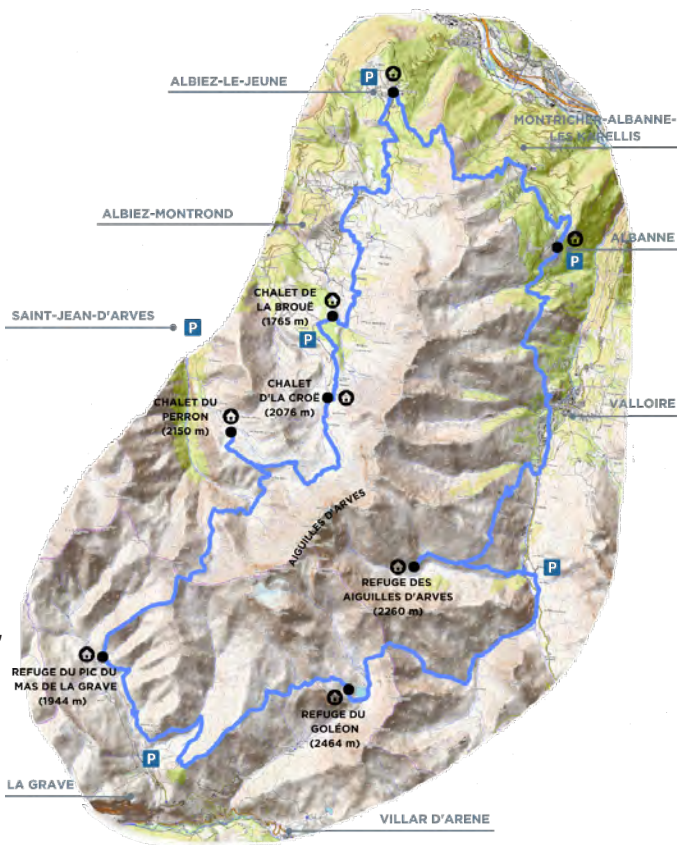 P
ALBIEZ-LE-JEUNE
MONTRICHER-ALBANNE-
LES KARELLIS
ALBIEZ-MONTROND
ALBANNE
P
CHALET DE
LA BROUË
(1765 m)
SAINT-JEAN-D'ARVES
P
P
CHALET
D'LA CROË
(2076 m)
CHALET DU
PERRON
(2150 m)
VALLOIRE
AIGUILLES D'ARVES
P
REFUGE DES
AIGUILLES D'ARVES
(2260 m)
REFUGE DU PIC DU
MAS DE LA GRAVE
(1944 m)
REFUGE DU
GOLÉON
(2464 m)
P
LA GRAVE
VILLAR D'ARENE